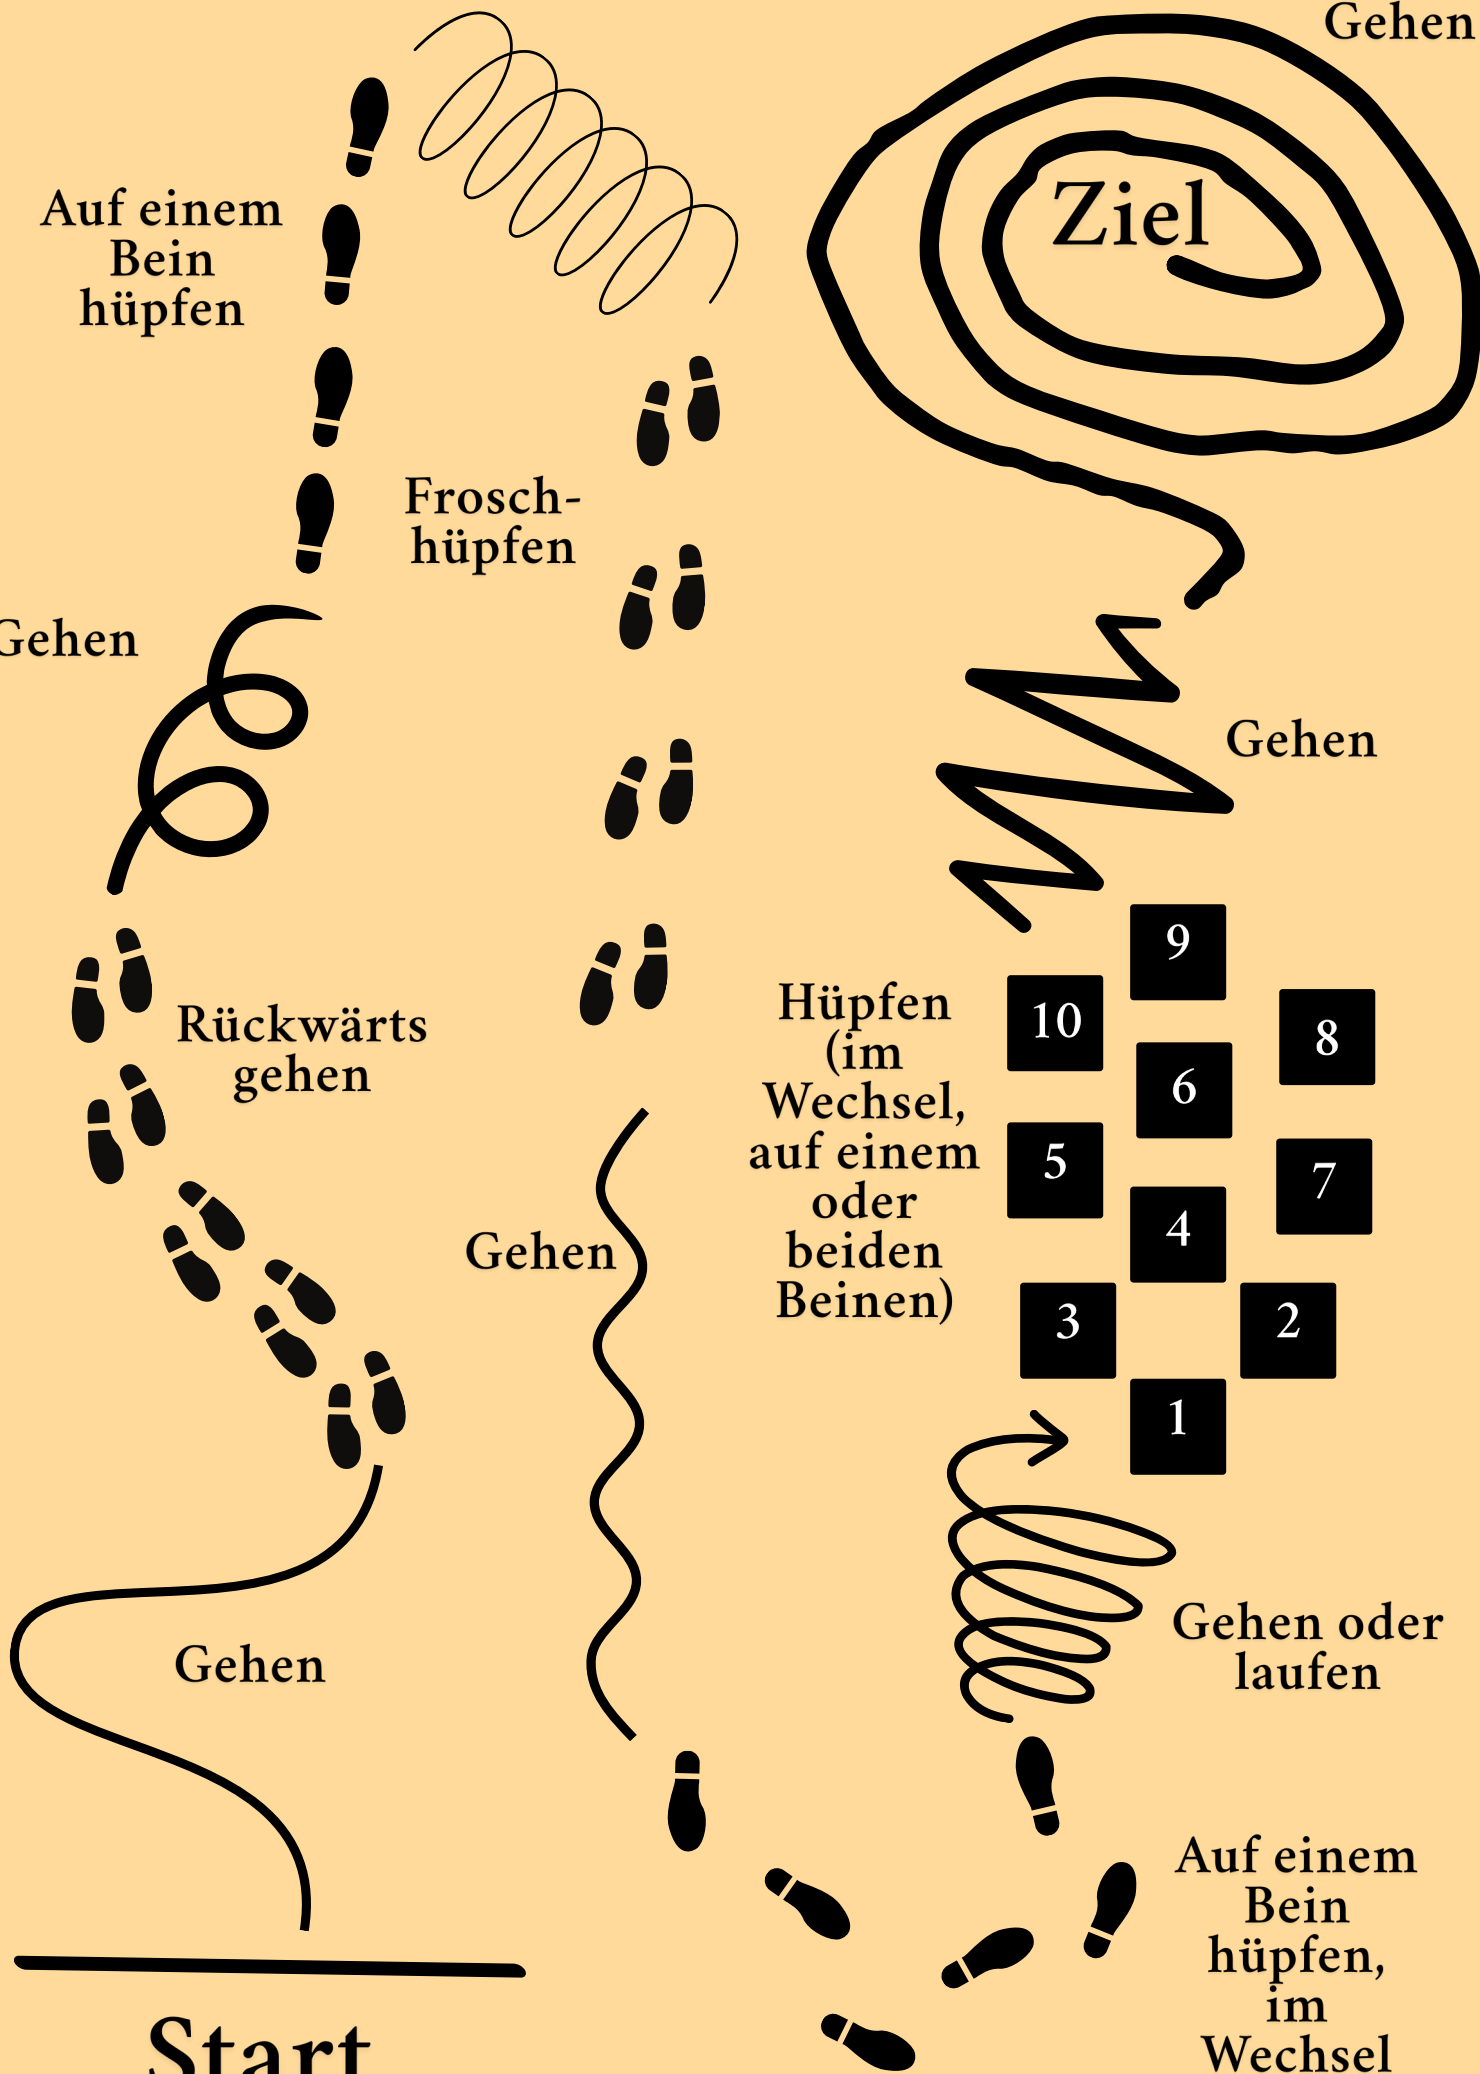 Gehen
Ziel
Auf einem
Bein
hüpfen
Frosch-
hüpfen
Gehen
Gehen
Rückwärts
gehen
Hüpfen
(im
Wechsel,
auf einem
oder
beiden
Beinen)
9
10
8
6
5
7
4
3
2
1
Gehen
Gehen
Gehen oder
laufen
Auf einem
Bein
hüpfen,
im
Wechsel
Start